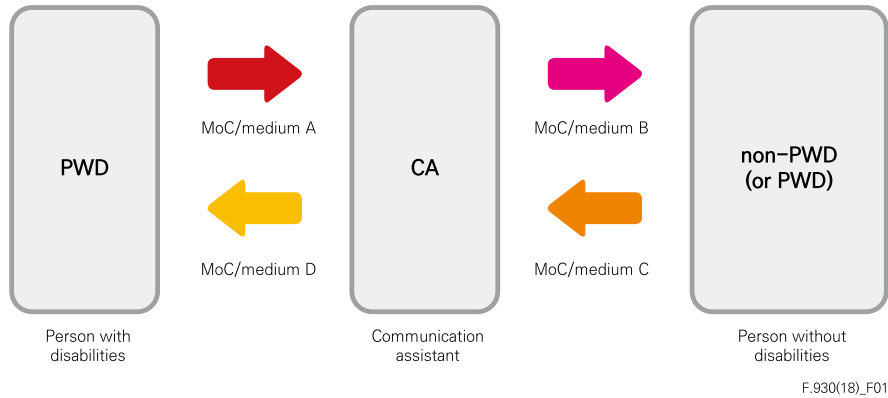 PWD
MoC/medium A
MoC/medium D
CA
MoC/medium B
MoC/medium C
non-PWD
(or PWD)
Person with
disabilities
Communication
assistant
Person without
disabilities
F.930(18)_F01